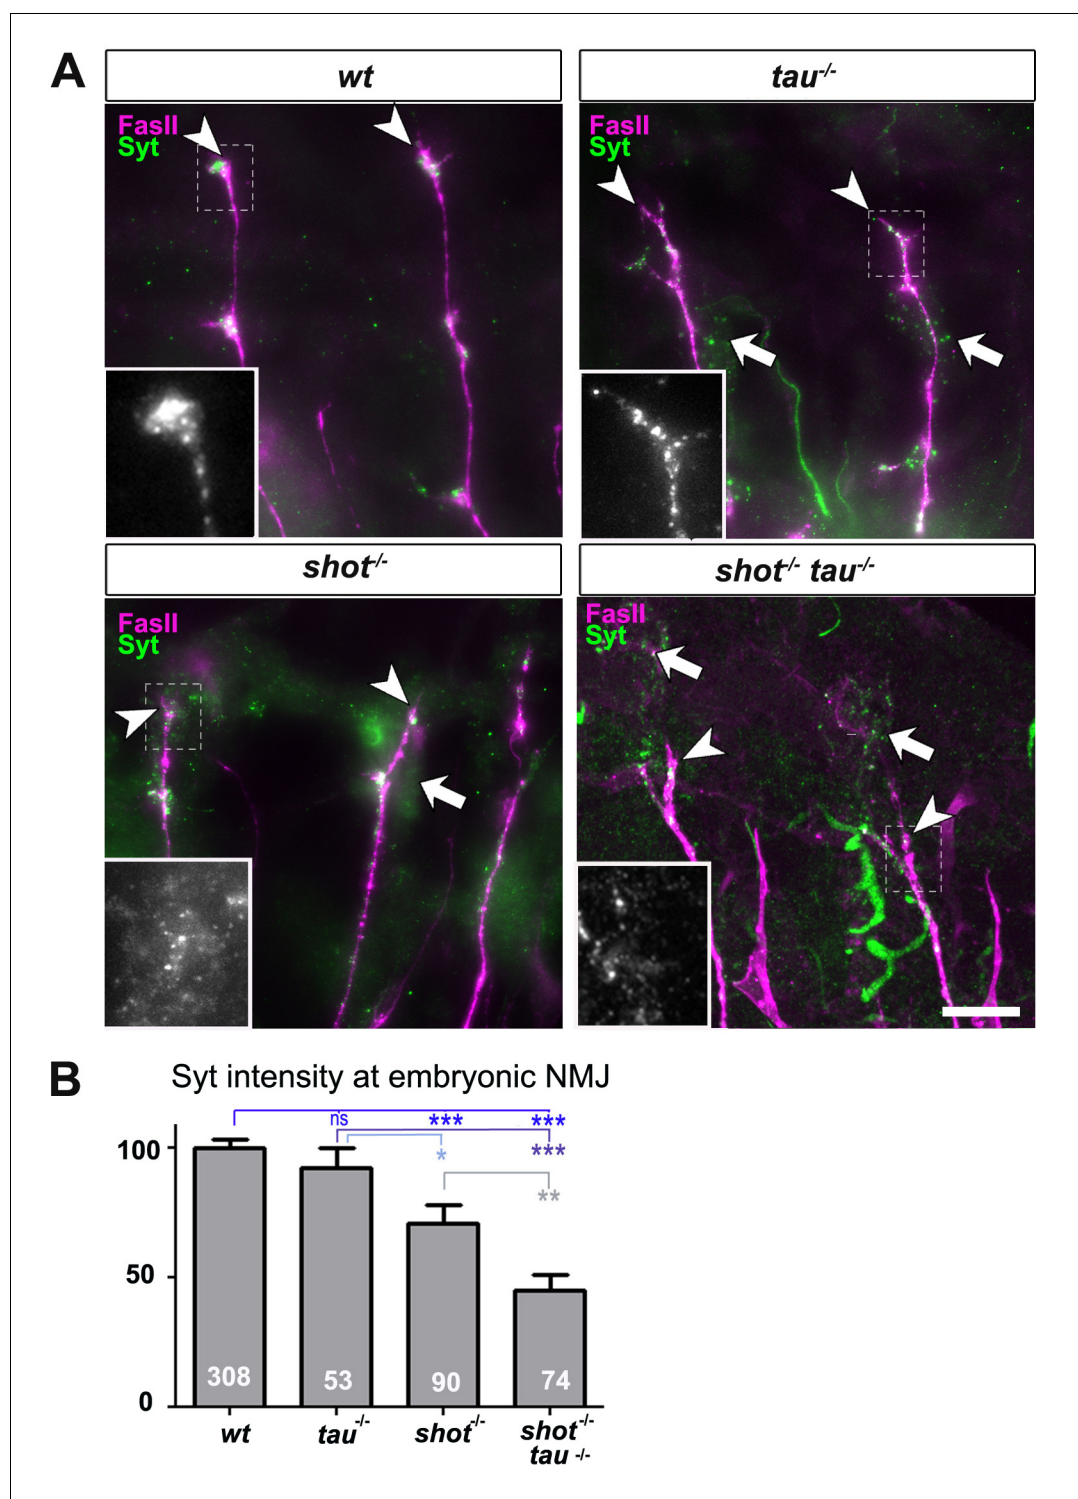 A
wt
tau-/-
FasII
Syt
FasII
Syt
shot-/-
shot-/- tau-/-
FasII
Syt
FasII
Syt
B
Syt intensity at embryonic NMJ
ns
***
***
*
***
**
100
50
0
308
53
90
74
wt
tau-/-
shot-/-
shot-/-
tau -/-